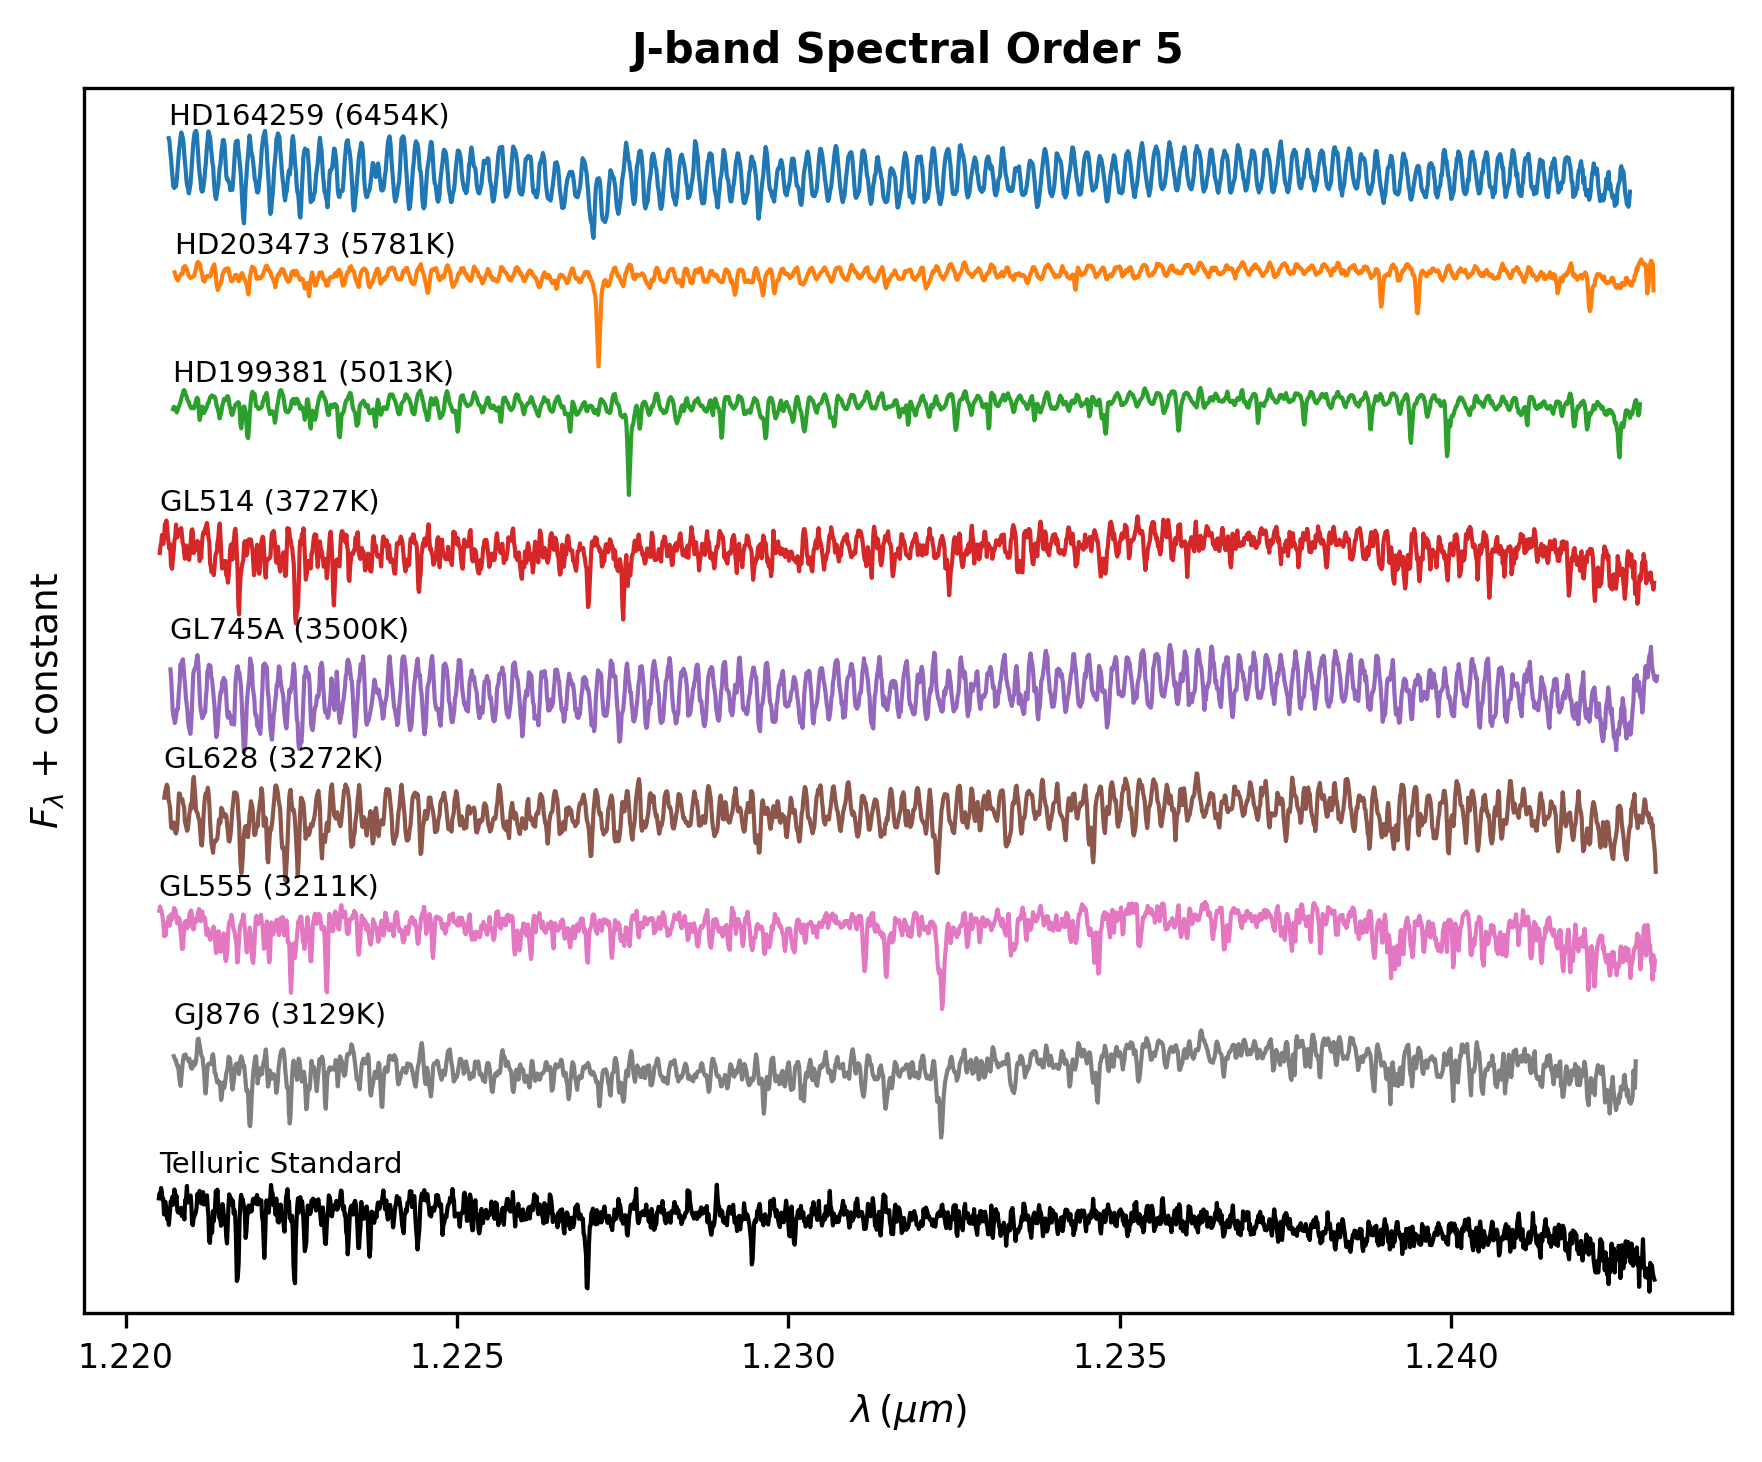 J-band Spectral Order 5
HD164259 (6454K)
HD203473 (5781K)
HD199381 (5013K)
GL514 (3727K)
GL745A (3500K)
GL628 (3272K)
GL555 (3211K)
GJ876 (3129K)
Telluric Standard
F_λ + constant
1.220 1.225 1.230 1.235 1.240
λ (μm)